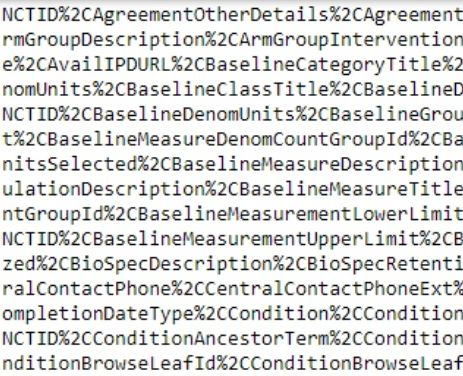 NCTID%2CAgreementOtherDetails%2CAgreement
rmGroupDescription%2CArmGroupIntervention
e%2CAvailIPDURL%2CBaselineCategoryTitle%2
nomUnits%2CBaselineClassTitle%2CBaselineD
NCTID%2CBaselineDenomUnits%2CBaselineGrou
t%2CBaselineMeasureDenomCountGroupId%2CBa
nitsSelected%2CBaselineMeasureDescription
ulationDescription%2CBaselineMeasureTitle
ntGroupId%2CBaselineMeasurementLowerLimit
NCTID%2CBaselineMeasurementUpperLimit%2CB
zed%2CBioSpecDescription%2CBioSpecRetenti
ralContactPhone%2CCentralContactPhoneExt%
ompletionDateType%2CCondition%2CCondition
NCTID%2CConditionAncestorTerm%2CCondition
nditionBrowseLeafId%2CConditionBrowseLeaf